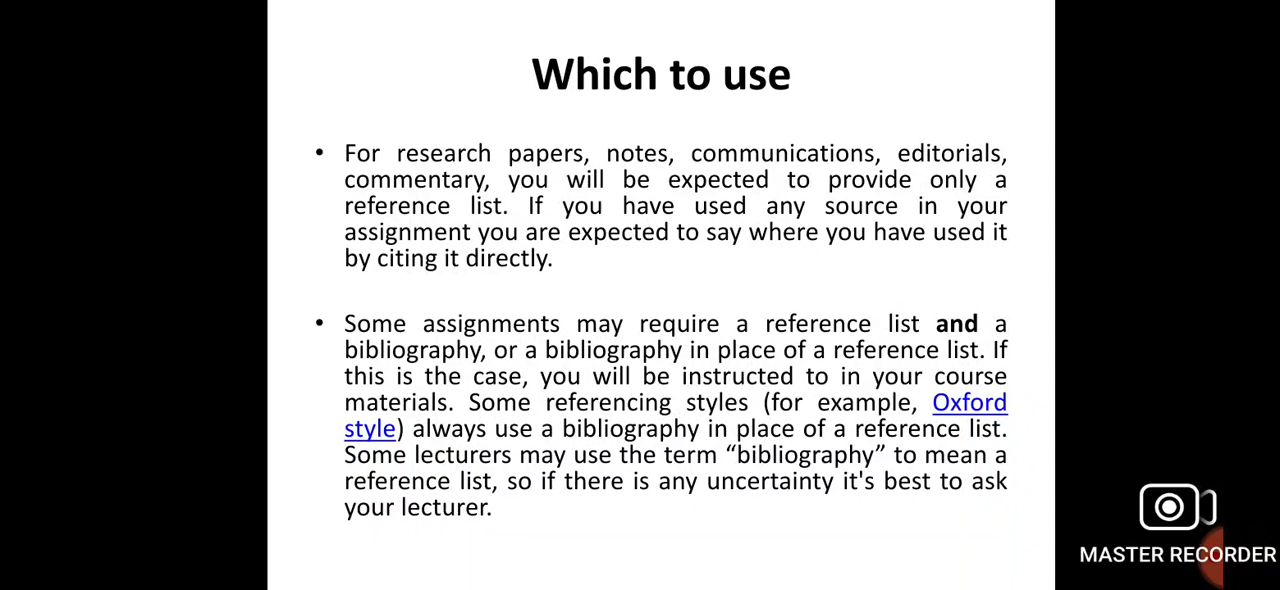 Which to use
• For research papers, notes, communications, editorials,
commentary, you will be expected to provide only a
reference list. If you have used any source in your
assignment you are expected to say where you have used it
by citing it directly.
• Some assignments may require a reference list and a
bibliography, or a bibliography in place of a reference list. If
this is the case, you will be instructed to in your course
materials. Some referencing styles (for example, Oxford
style) always use a bibliography in place of a reference list.
Some lecturers may use the term “bibliography” to mean a
reference list, so if there is any uncertainty it's best to ask
your lecturer.
MASTER RECORDER